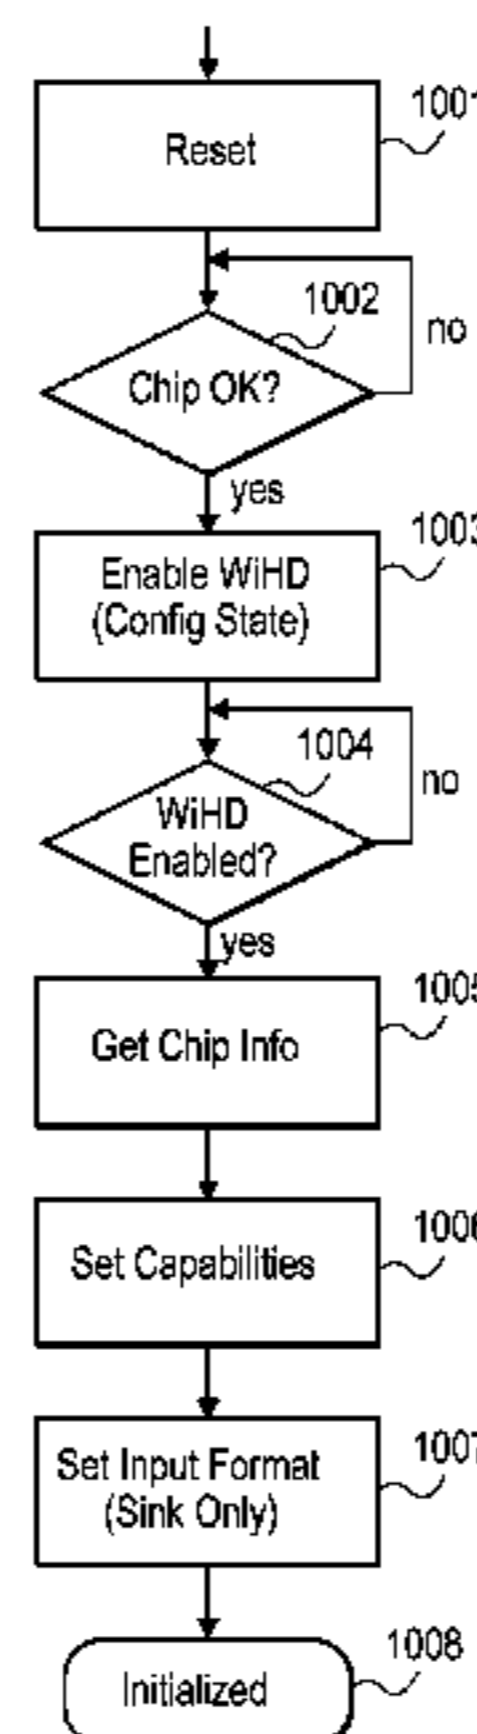 1001
Reset
1002
no
Chip OK?
yes
1003
Enable WiHD
(Config State)
1004
no
WiHD
Enabled?
yes
1005
Get Chip Info
1006
Set Capabilities
1007
Set Input Format
(Sink Only)
1008
Initialized